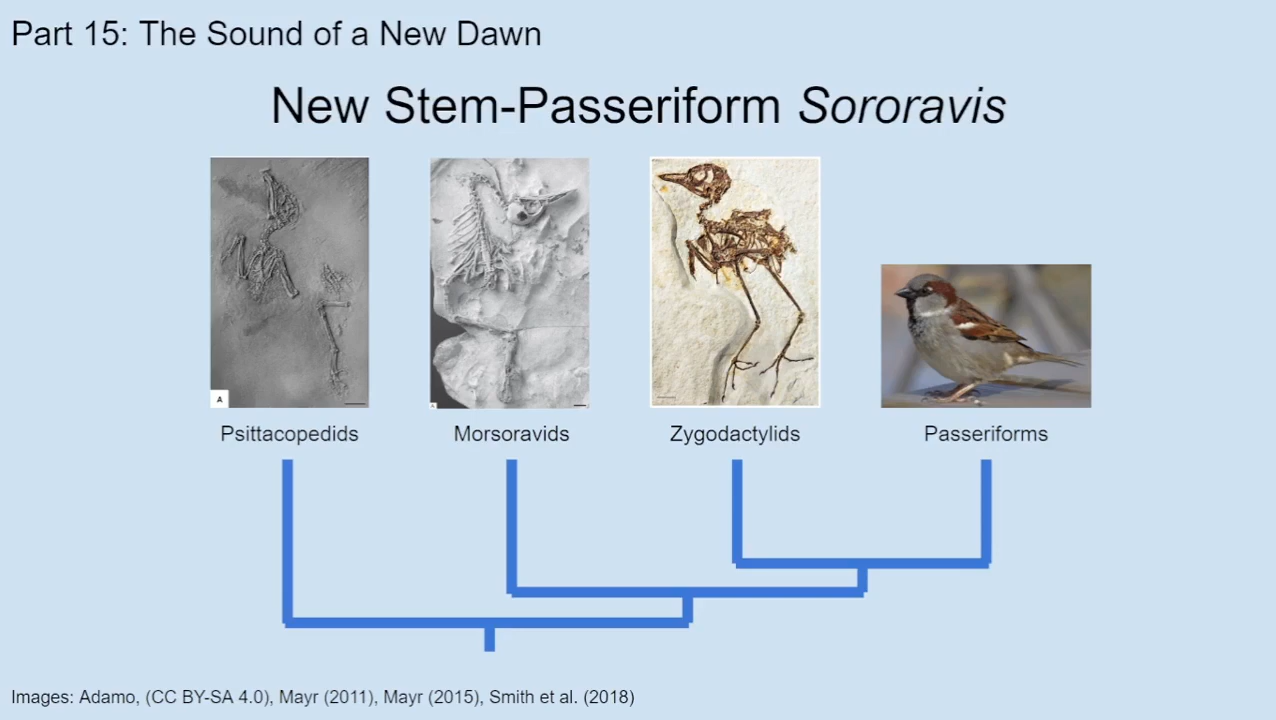 Part 15: The Sound of a New Dawn
New Stem-Passeriform Sororavis
A
Psittacopedids
Morsoravids
Zygodactylids
Passeriforms
Images: Adamo, (CC BY-SA 4.0), Mayr (2011), Mayr (2015), Smith et al. (2018)